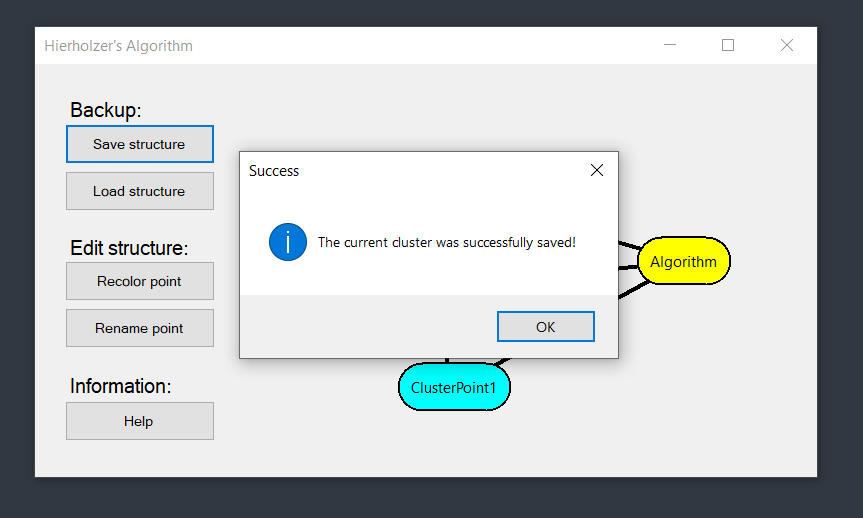 Hierholzer's Algorithm
Backup:
Save structure
Load structure
Edit structure:
Recolor point
Rename point
Information:
Help
Success
The current cluster was successfully saved!
OK
Algorithm
ClusterPoint1